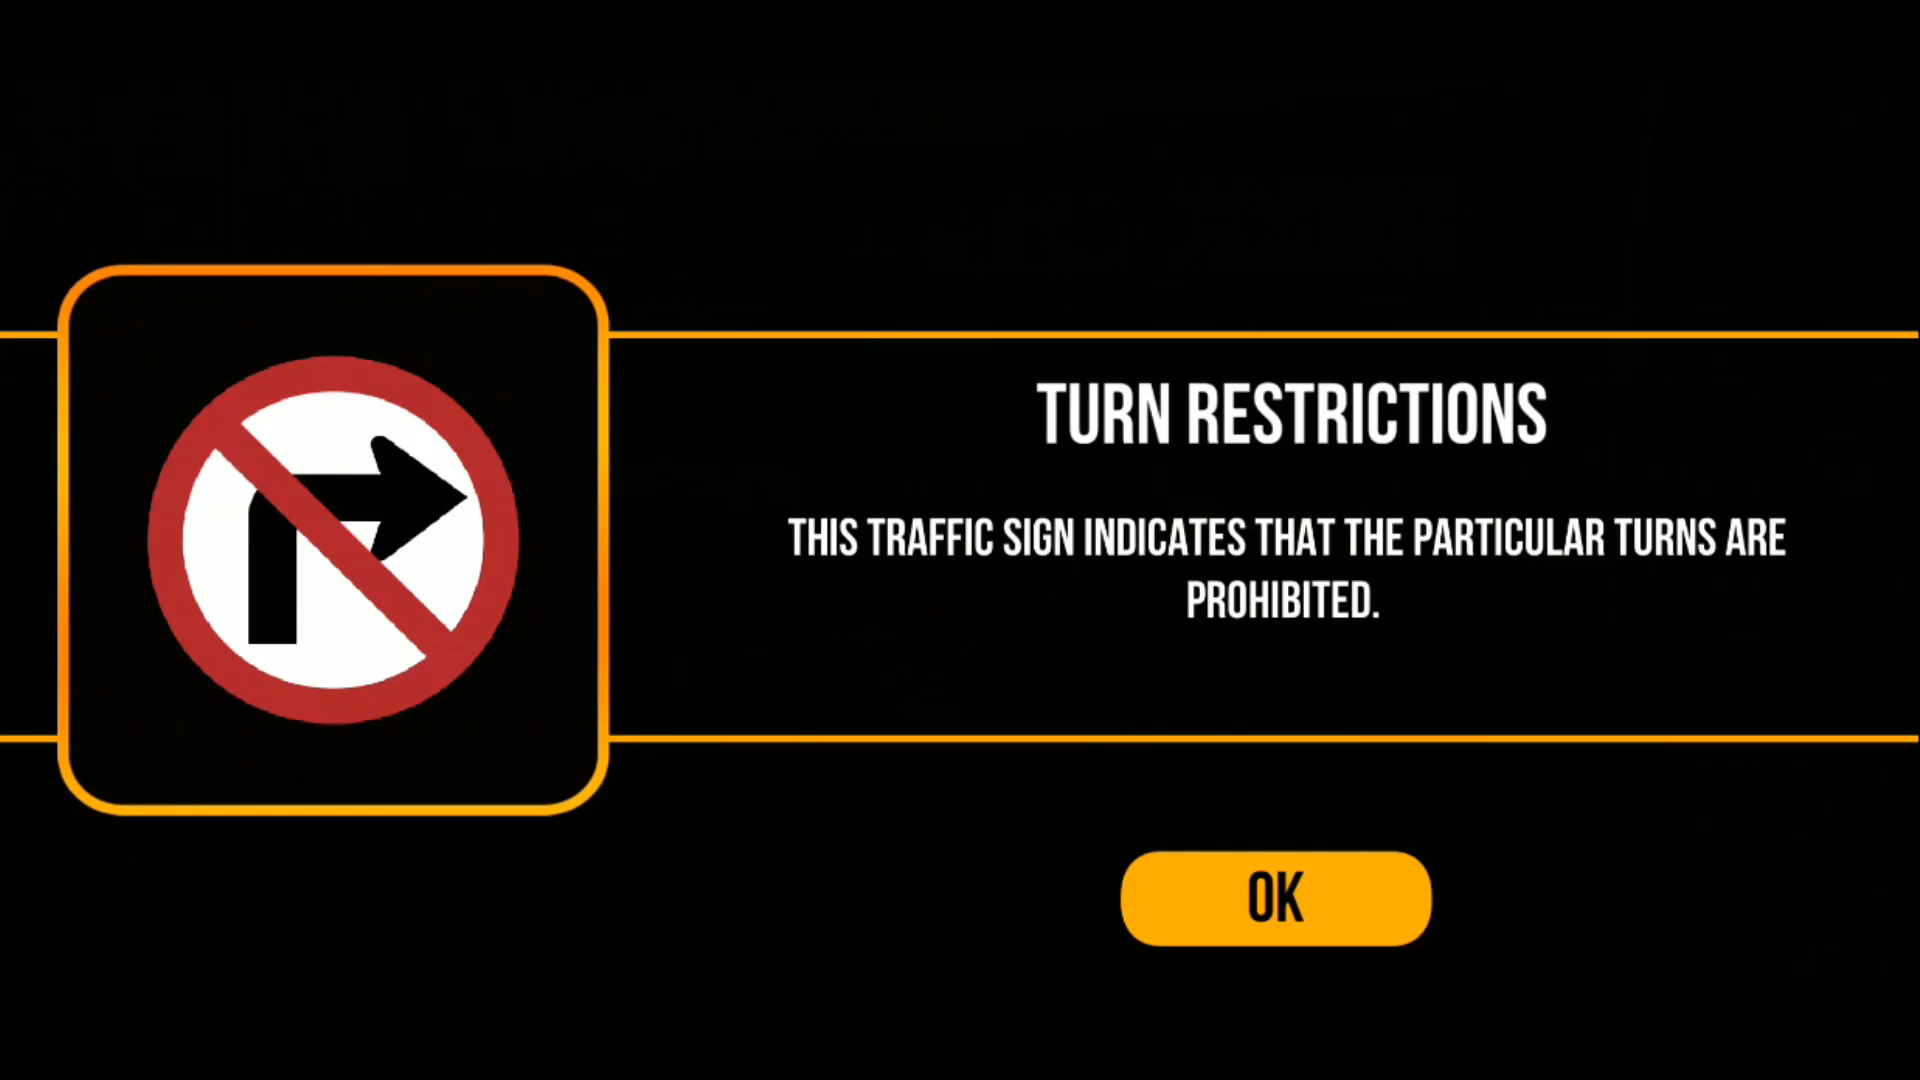 TURN RESTRICTIONS
THIS TRAFFIC SIGN INDICATES THAT THE PARTICULAR TURNS ARE
PROHIBITED.
OK